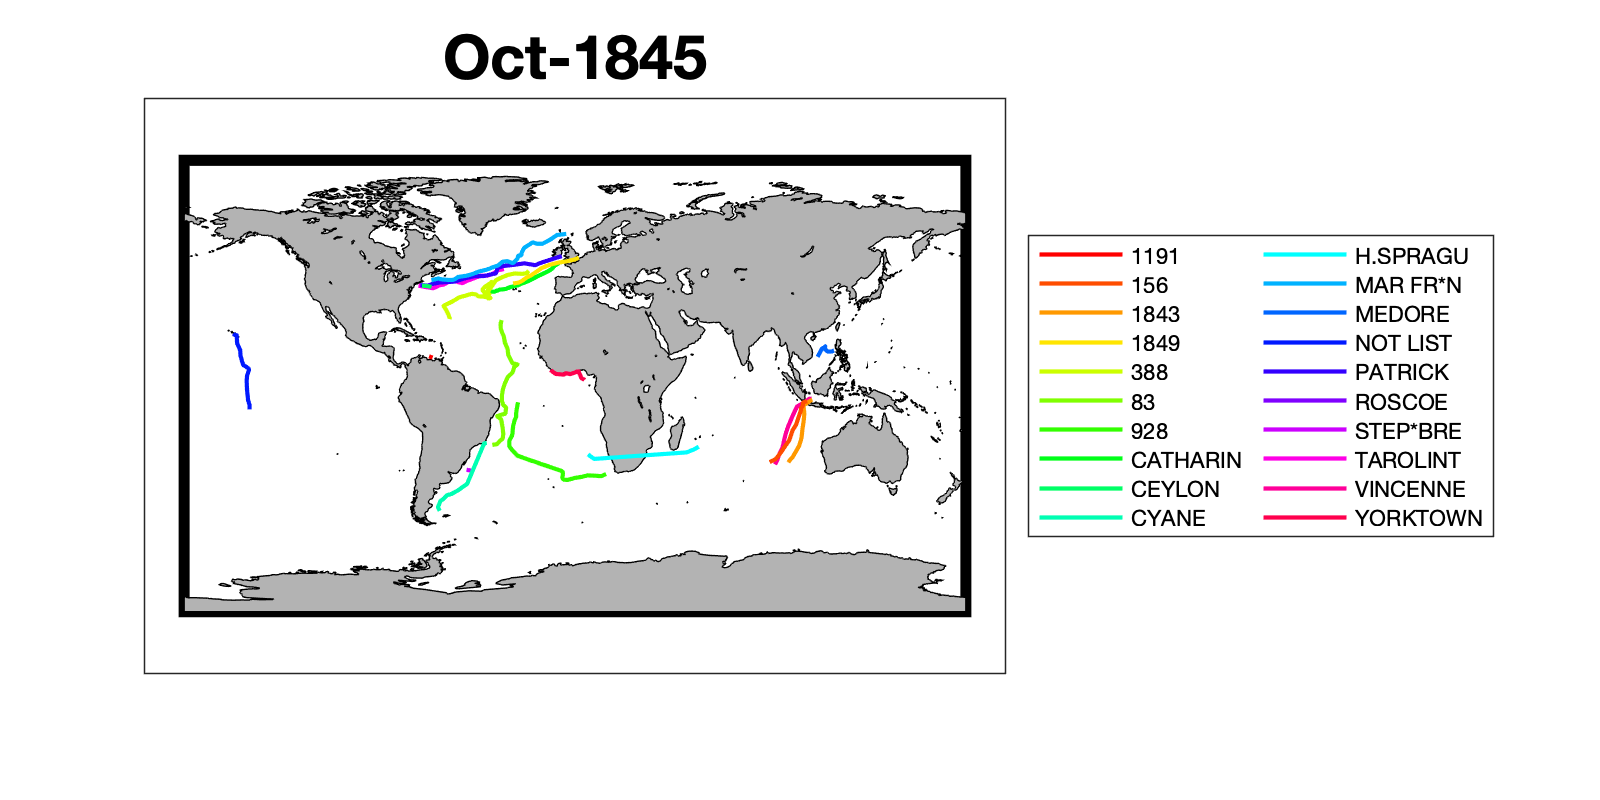 Oct-1845
1191
156
1843
1849
388
83
928
CATHARIN
CEYLON
CYANE
H.SPRAGU
MAR FR*N
MEDORE
NOT LIST
PATRICK
ROSCOE
STEP*BRE
TAROLINT
VINCENNE
YORKTOWN